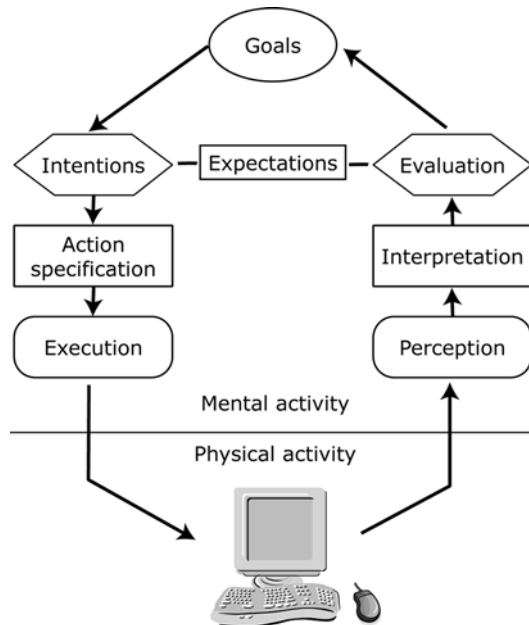 Goals
Intentions
Expectations
Evaluation
Action
specification
Interpretation
Execution
Perception
Mental activity
Physical activity